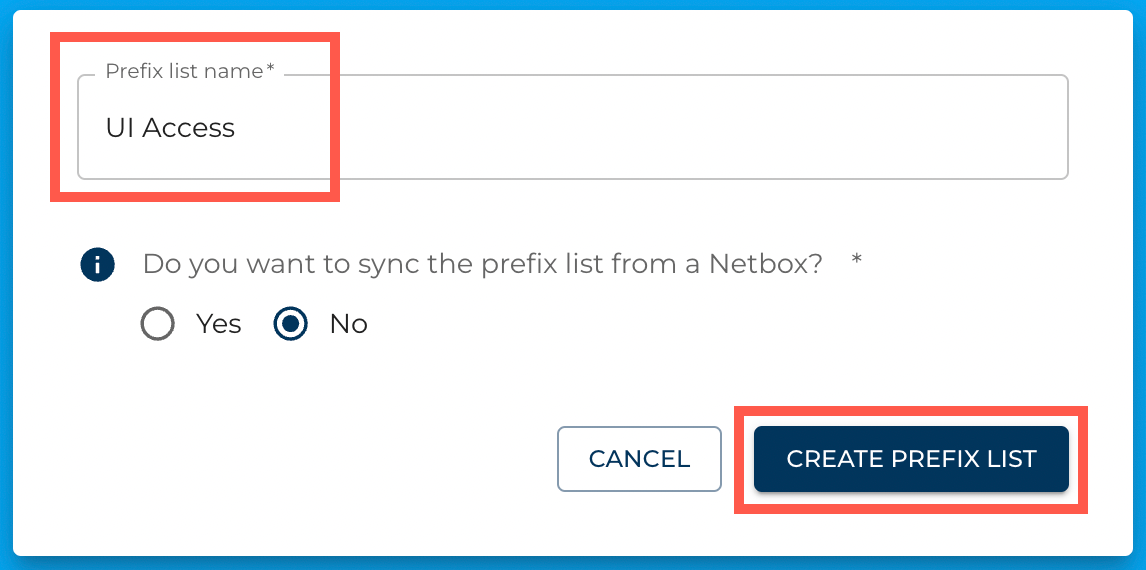 Prefix list name*
UI Access
Do you want to sync the prefix list from a Netbox? *
Yes No
CANCEL CREATE PREFIX LIST